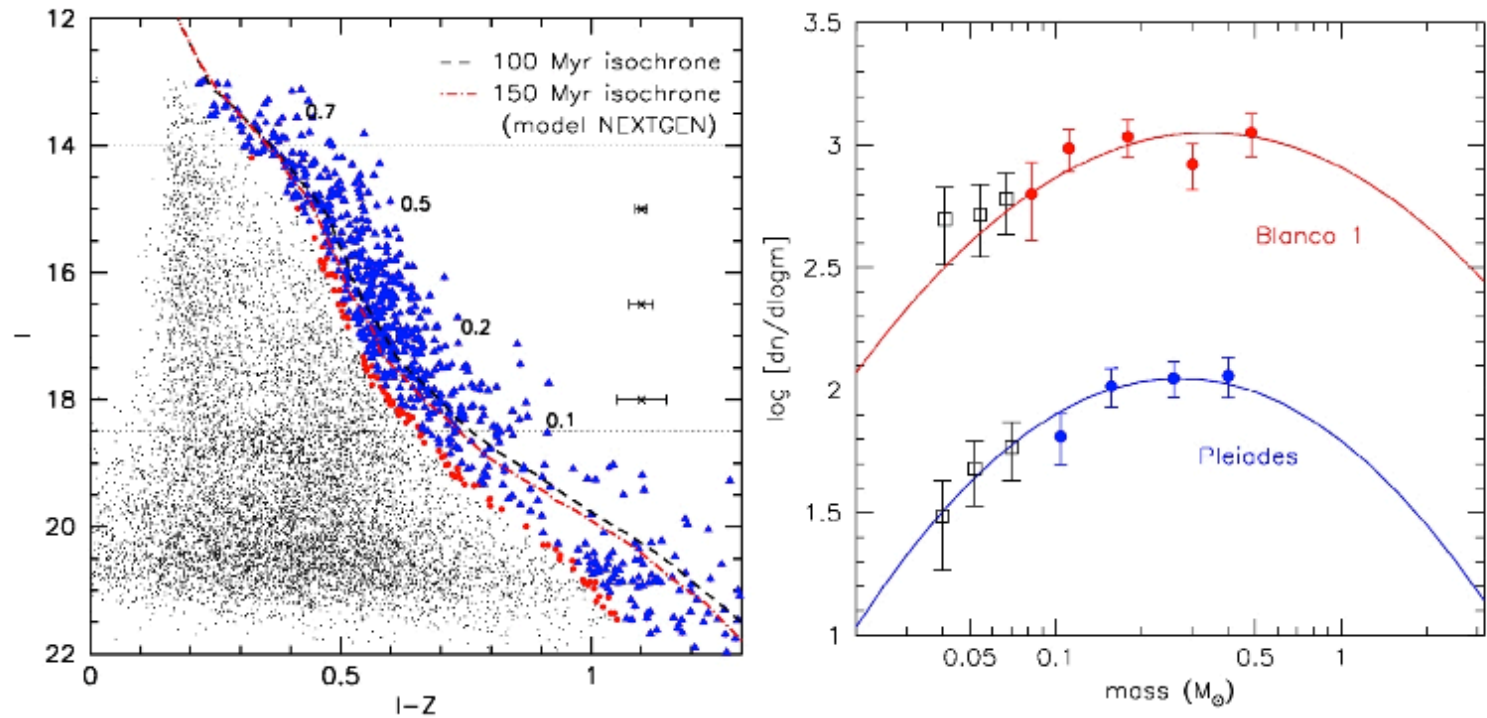 12
14
16
18
20
22
I
0
0.5
1
I-Z
100 Myr isochrone
150 Myr isochrone
(model NEXTGEN)
0.7
0.5
0.2
0.1
3.5
3
2.5
2
1.5
1
log [dn/dlogm]
Blanco 1
Pleiades
0.05
0.1
0.5
1
mass (M☉)